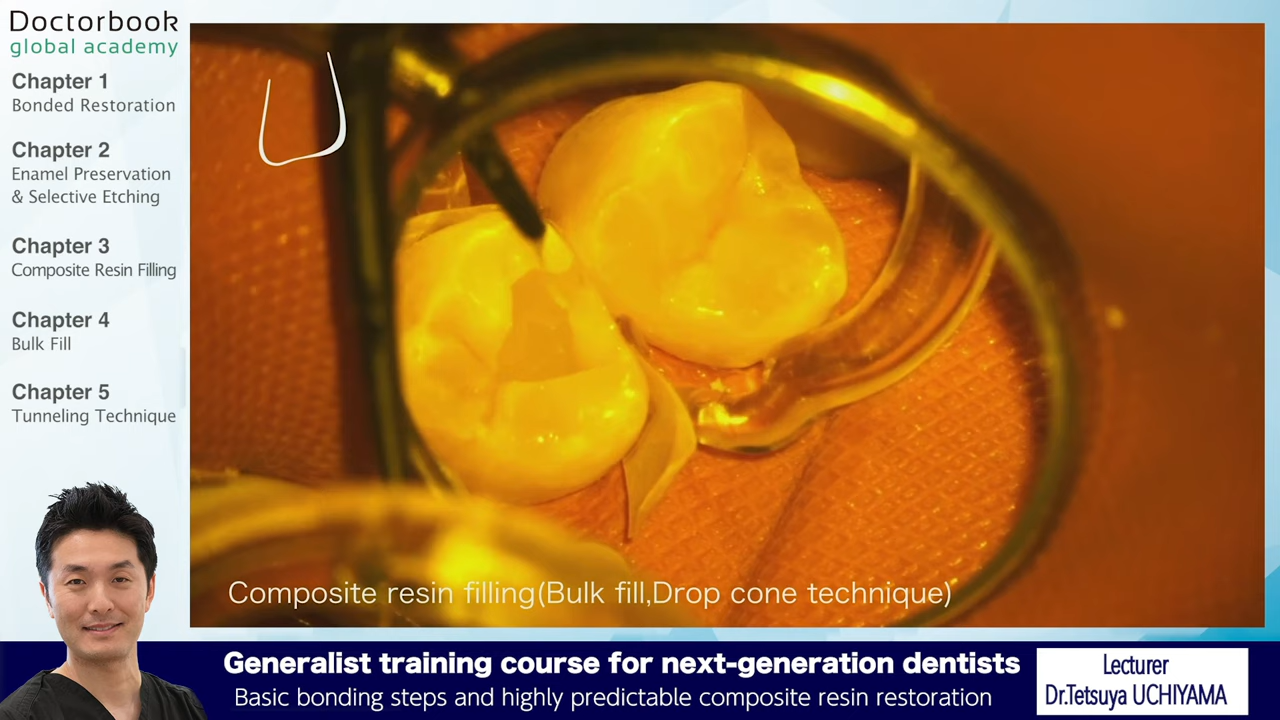 Doctorbook
global academy
Chapter 1
Bonded Restoration
Chapter 2
Enamel Preservation
& Selective Etching
Chapter 3
Composite Resin Filling
Chapter 4
Bulk Fill
Chapter 5
Tunneling Technique
Composite resin filling(Bulk fill,Drop cone technique)
Generalist training course for next-generation dentists
Basic bonding steps and highly predictable composite resin restoration
Lecturer
Dr.Tetsuya UCHIYAMA